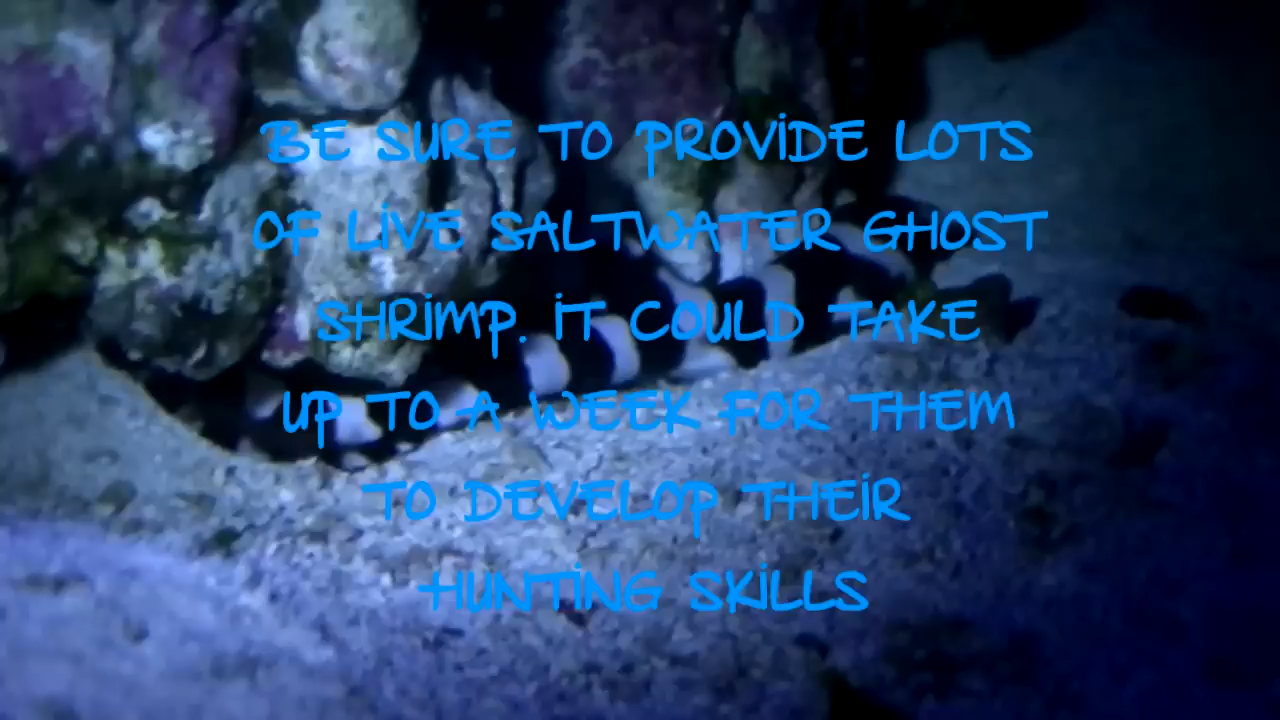 BE SURE TO PROVIDE LOTS
OF LIVE SALTWATER GHOST
SHRIMP. IT COULD TAKE
UP TO A WEEK FOR THEM
TO DEVELOP THEIR
HUNTING SKILLS